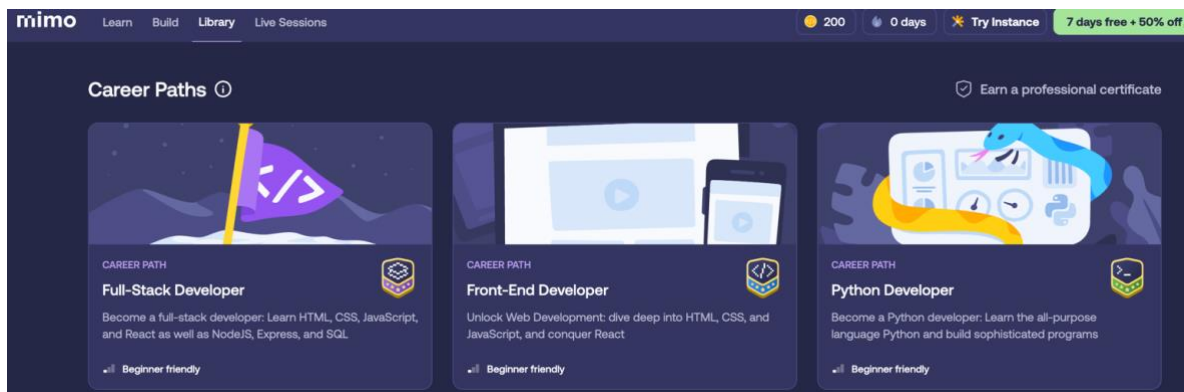 mimo Learn Build Library Live Sessions 200 0 days Try Instance 7 days free + 50% off
Career Paths Earn a professional certificate
</>
CAREER PATH
Full-Stack Developer
Become a full-stack developer: Learn HTML, CSS, JavaScript,
and React as well as NodeJS, Express, and SQL
Beginner friendly
</>
CAREER PATH
Front-End Developer
Unlock Web Development: dive deep into HTML, CSS, and
JavaScript, and conquer React
Beginner friendly
>_
CAREER PATH
Python Developer
Become a Python developer: Learn the all-purpose
language Python and build sophisticated programs
Beginner friendly